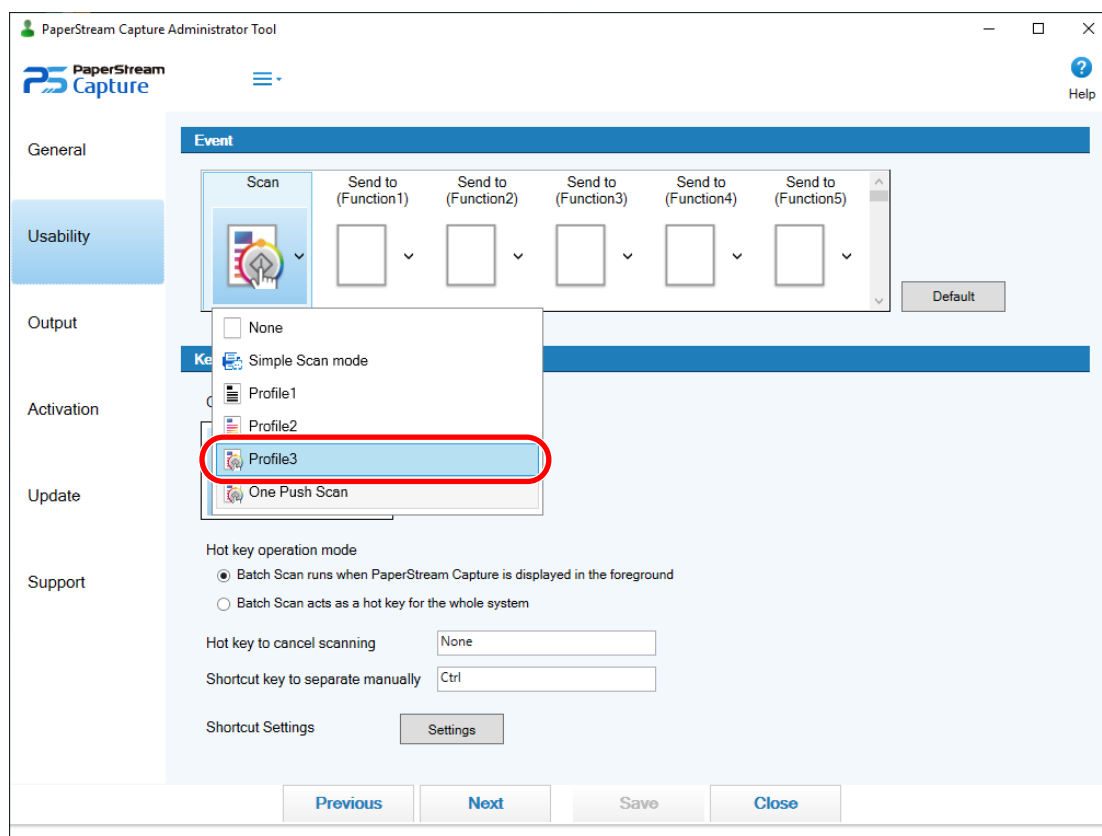 PaperStream Capture Administrator Tool
PaperStream
PS Capture
Help
General
Usability
Output
Activation
Update
Support
Event
Scan
Send to (Function1)
Send to (Function2)
Send to (Function3)
Send to (Function4)
Send to (Function5)
Default
None
Ke
Simple Scan mode
Profile1
Profile2
Profile3
One Push Scan
Hot key operation mode
Batch Scan runs when PaperStream Capture is displayed in the foreground
Batch Scan acts as a hot key for the whole system
Hot key to cancel scanning None
Shortcut key to separate manually Ctrl
Shortcut Settings Settings
Previous Next Save Close